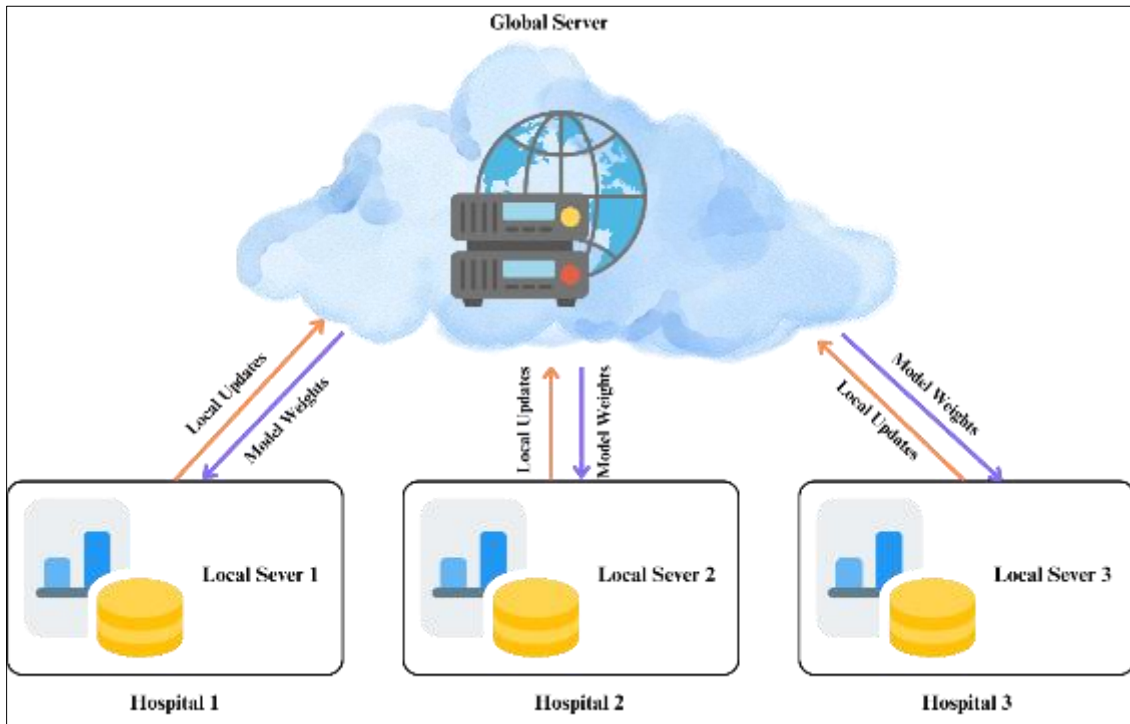 Global Server
Local Updates
Model Weights
Local Updates
Model Weights
Model Weights
Local Updates
Local Sever 1
Local Sever 2
Local Sever 3
Hospital 1
Hospital 2
Hospital 3